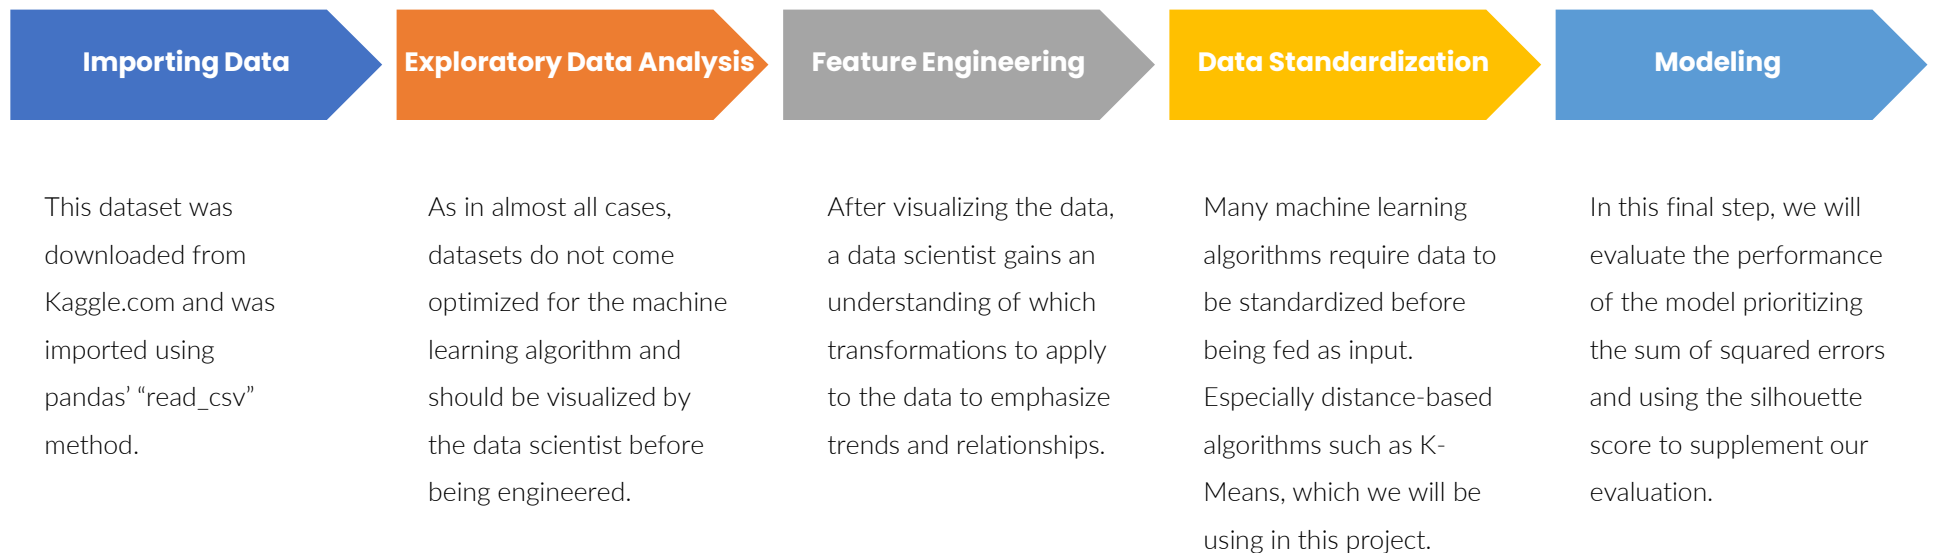 Importing Data
This dataset was
downloaded from
Kaggle.com and was
imported using
pandas’ “read_csv”
method.
Exploratory Data Analysis
As in almost all cases,
datasets do not come
optimized for the machine
learning algorithm and
should be visualized by
the data scientist before
being engineered.
Feature Engineering
After visualizing the data,
a data scientist gains an
understanding of which
transformations to apply
to the data to emphasize
trends and relationships.
Data Standardization
Many machine learning
algorithms require data to
be standardized before
being fed as input.
Especially distance-based
algorithms such as K-
Means, which we will be
using in this project.
Modeling
In this final step, we will
evaluate the performance
of the model prioritizing
the sum of squared errors
and using the silhouette
score to supplement our
evaluation.